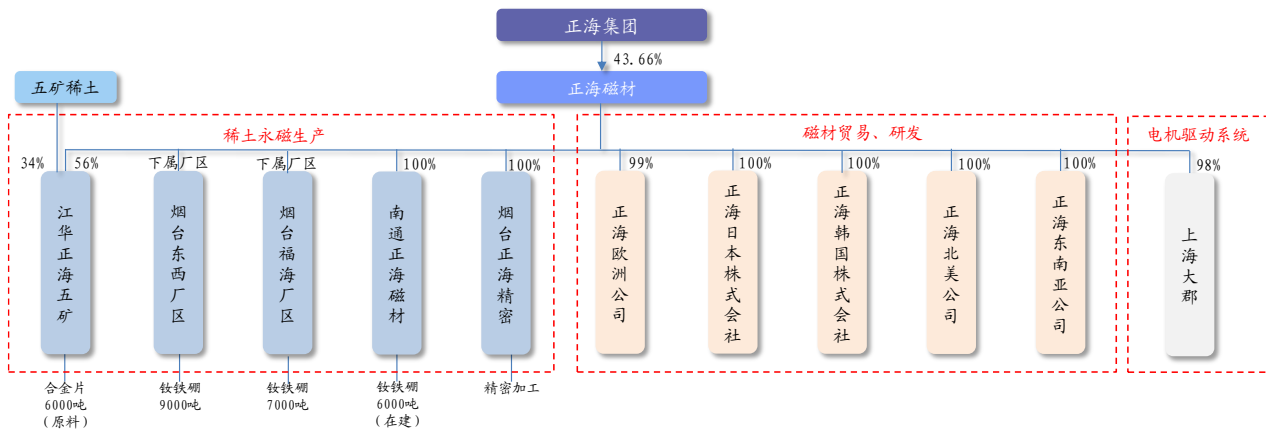 正海集团
43.66%
五矿稀土
正海磁材
稀土永磁生产
磁材贸易、研发
电机驱动系统
34%
56%
下属厂区
下属厂区
100%
100%
99%
100%
100%
100%
100%
98%
江华正海五矿
烟台东西厂区
烟台福海厂区
南通正海磁材
烟台正海精密
正海欧洲公司
正海日本株式会社
正海韩国株式会社
正海北美公司
正海东南亚公司
上海大郡
合金片
6000吨
(原料)
钕铁硼
9000吨
钕铁硼
7000吨
钕铁硼
6000吨
(在建)
精密加工